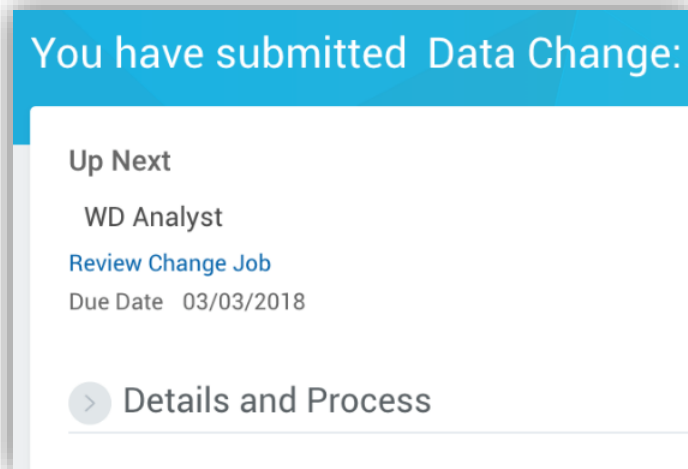 You have submitted Data Change:
Up Next
WD Analyst
Review Change Job
Due Date 03/03/2018
Details and Process